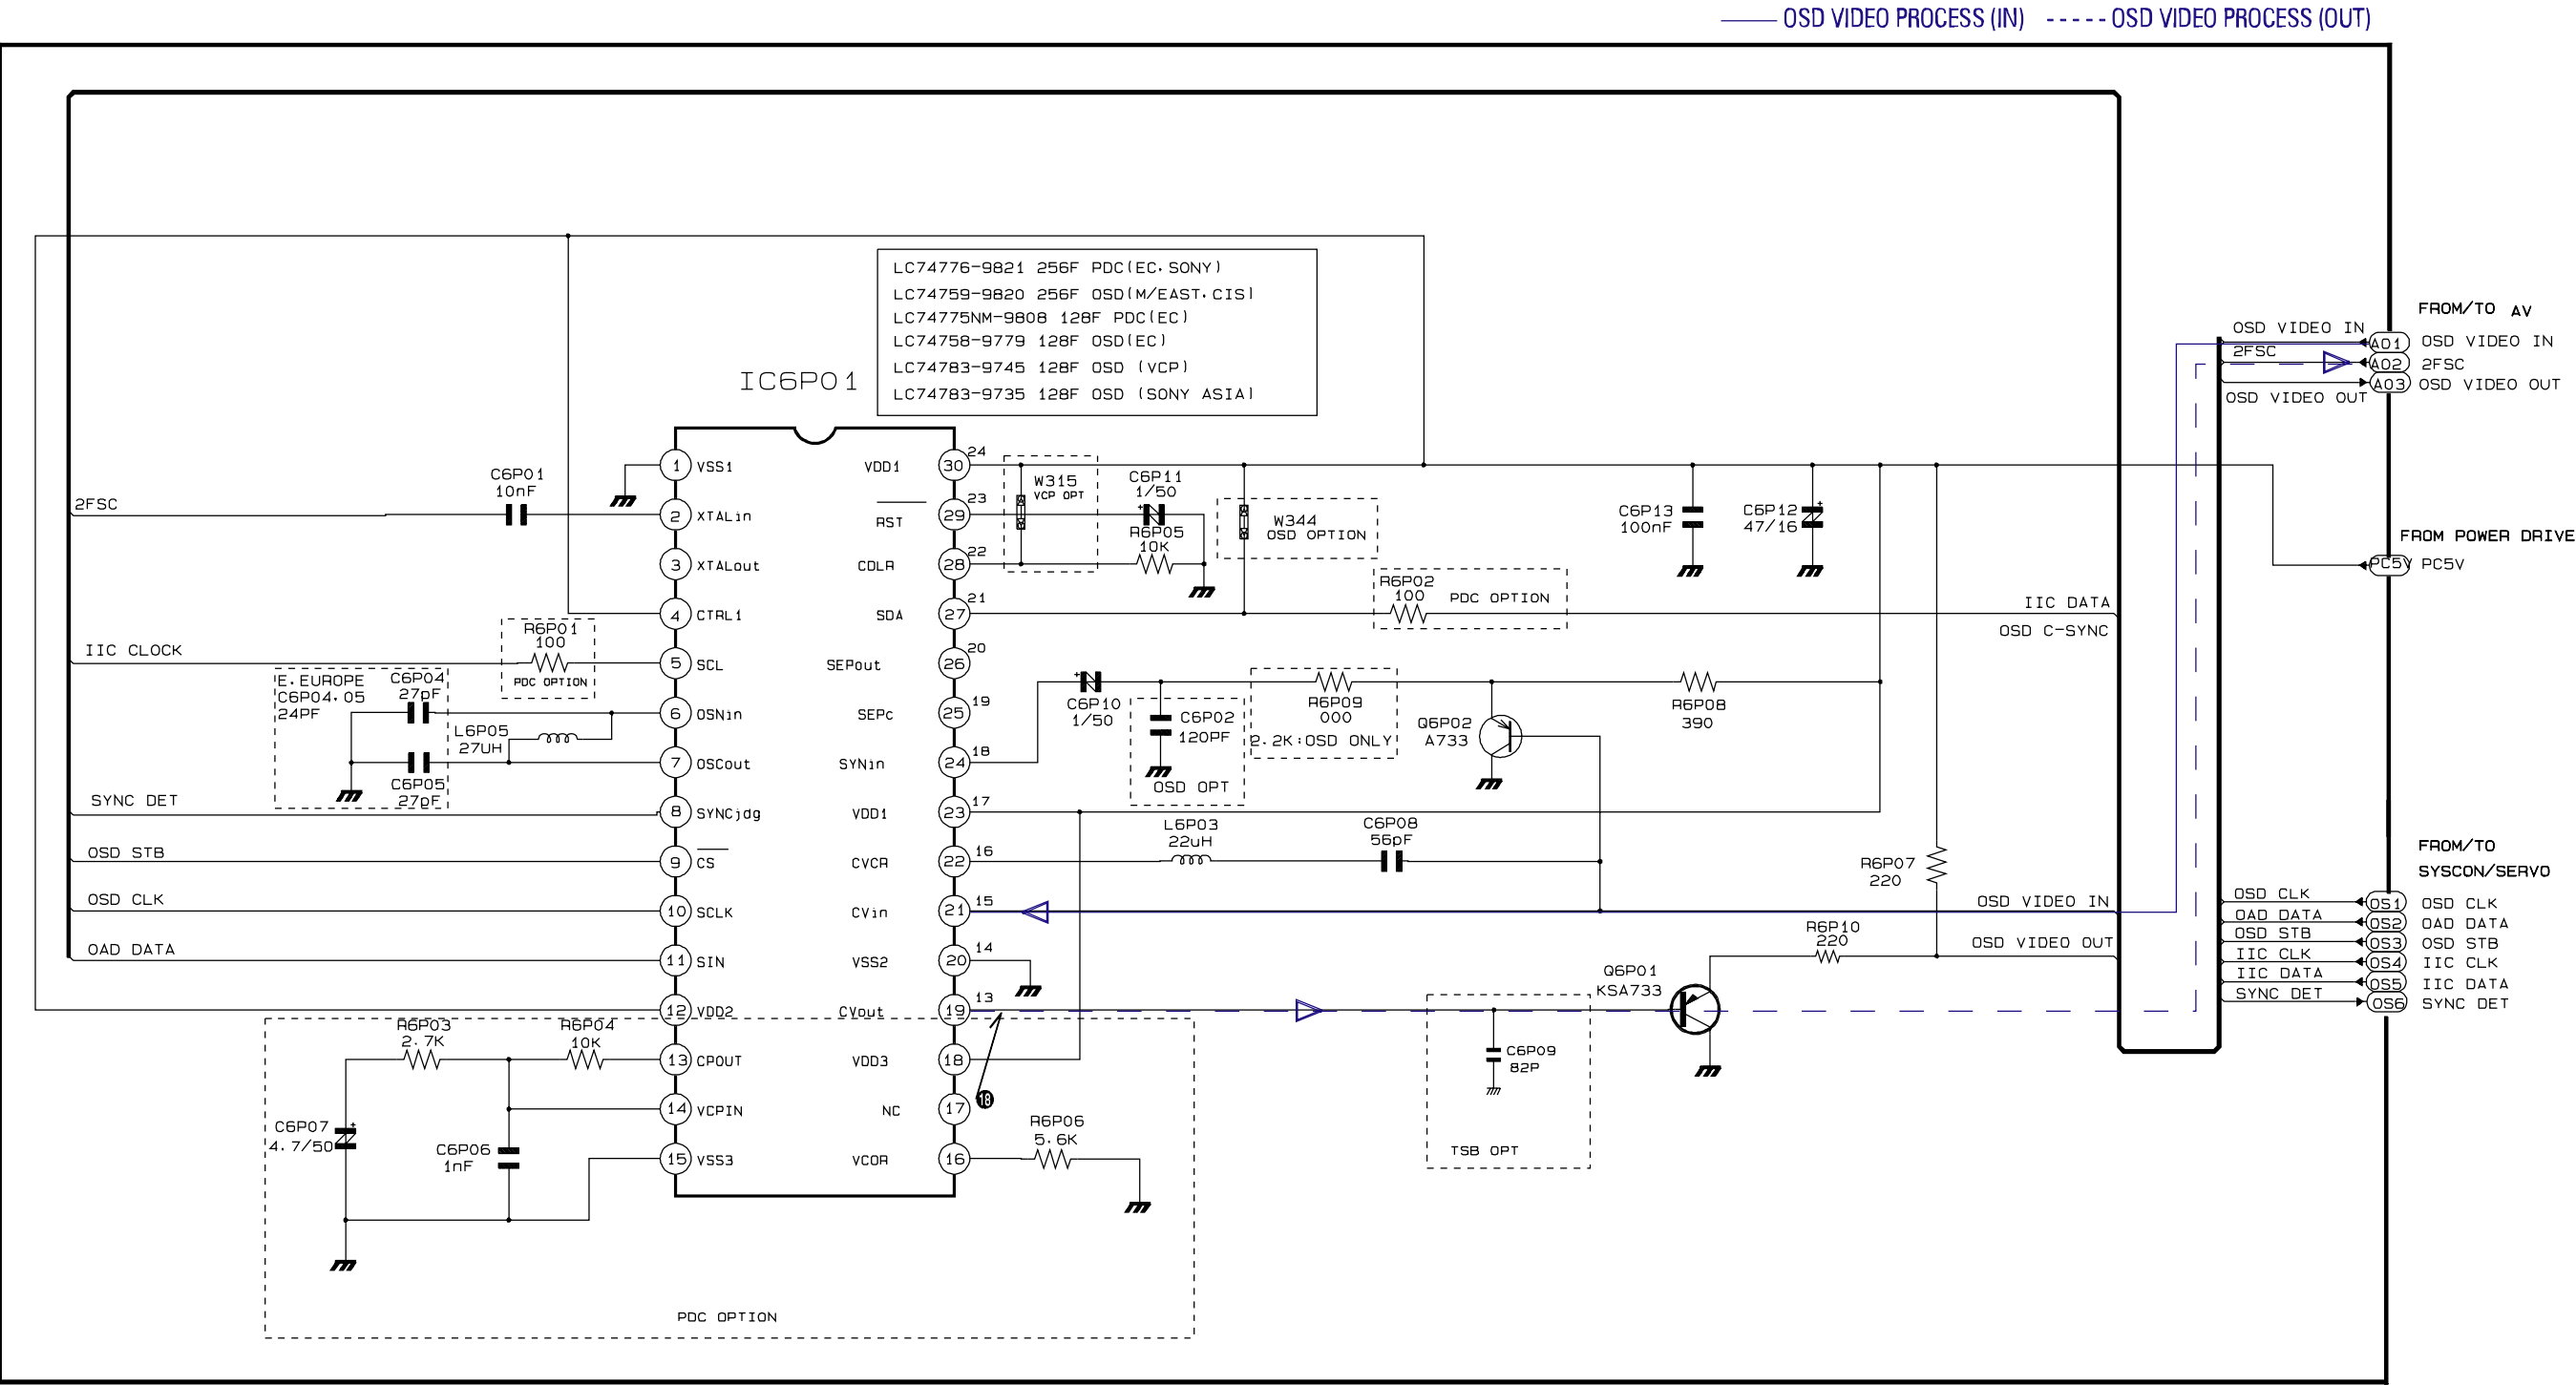 OSD VIDEO PROCESS (IN) - - - - - OSD VIDEO PROCESS (OUT)
LC74776-9821 256F PDC(EC.SONY)
LC74759-9820 256F OSD(M/EAST.CIS)
LC74775NM-9808 128F PDC(EC)
LC74758-9779 128F OSD(EC)
LC74783-9745 128F OSD (VCP)
LC74783-9735 128F OSD (SONY ASIA)
IC6P01
2FSC
C6P01
10nF
IIC CLOCK
R6P01
100
PDC OPTION
E.EUROPE
C6P04.05
24PF
C6P04
27pF
L6P05
27UH
C6P05
27pF
SYNC DET
OSD STB
OSD CLK
OAD DATA
1 VSS1
2 XTALin
3 XTALout
4 CTRL1
5 SCL
6 OSNin
7 OSCout
8 SYNCjdg
9 CS
10 SCLK
11 SIN
12 VDD2
13 CPOUT
14 VCPIN
15 VSS3
VDD1 30 24
RST 29 23
CDLR 28 22
SDA 27 21
SEPout 26 20
SEPc 25 19
SYNin 24 18
VDD1 23 17
CVCR 22 16
CVin 21 15
VSS2 20 14
CVout 19 13
VDD3 18
NC 17
VCOR 16
18
R6P03
2.7K
R6P04
10K
C6P07
4.7/50
C6P06
1nF
R6P06
5.6K
PDC OPTION
W315
VCP OPT
C6P11
1/50
R6P05
10K
W344
OSD OPTION
R6P02
100
PDC OPTION
C6P13
100nF
C6P12
47/16
IIC DATA
OSD C-SYNC
C6P10
1/50
C6P02
120PF
OSD OPT
R6P09
000
2.2K:OSD ONLY
Q6P02
A733
R6P08
390
L6P03
22uH
C6P08
56pF
R6P07
220
OSD VIDEO IN
R6P10
220
OSD VIDEO OUT
Q6P01
KSA733
C6P09
82P
TSB OPT
FROM/TO AV
OSD VIDEO IN
A01 OSD VIDEO IN
2FSC
A02 2FSC
A03 OSD VIDEO OUT
OSD VIDEO OUT
FROM POWER DRIVE
PC5V PC5V
FROM/TO
SYSCON/SERVO
OSD CLK OS1 OSD CLK
OAD DATA OS2 OAD DATA
OSD STB OS3 OSD STB
IIC CLK OS4 IIC CLK
IIC DATA OS5 IIC DATA
SYNC DET OS6 SYNC DET